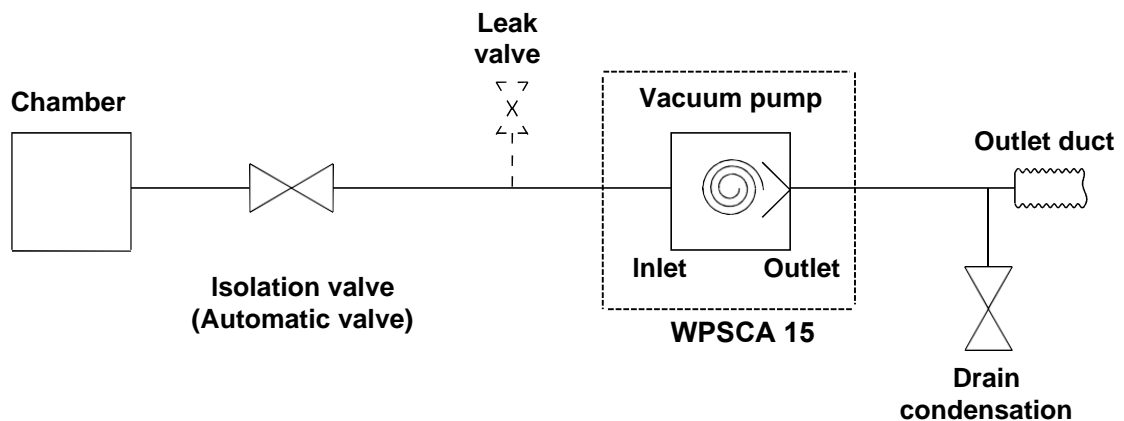 Leak
valve
Chamber
Vacuum pump
Outlet duct
Inlet
Outlet
Isolation valve
(Automatic valve)
WPSCA 15
Drain
condensation